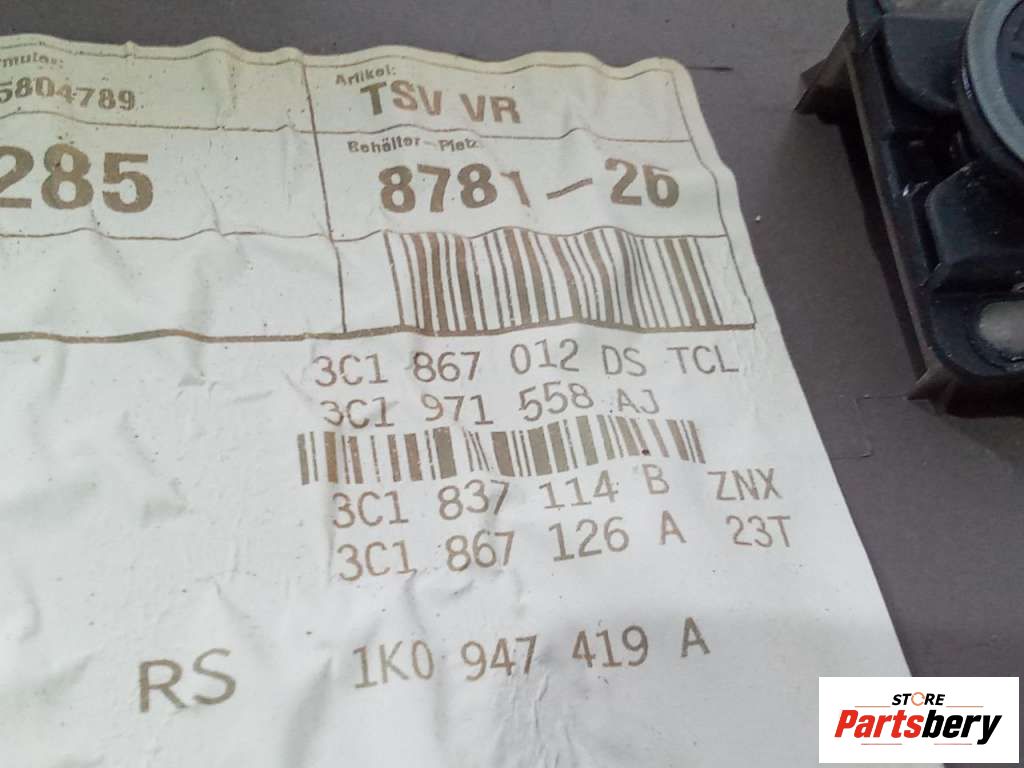 5804789
Artikel:
TSV VR
285
Behälter-Platz
8781-26
3C1 867 012 DS TCL
3C1 971 558 AJ
3C1 837 114 B ZNX
3C1 867 126 A 23T
RS 1K0 947 419 A
STORE
Partsbery